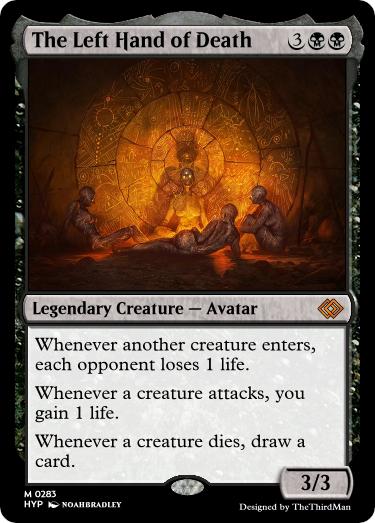 The Left Hand of Death 3
Legendary Creature — Avatar
Whenever another creature enters,
each opponent loses 1 life.
Whenever a creature attacks, you
gain 1 life.
Whenever a creature dies, draw a
card.
3/3
M 0283
HYP NOAHBRADLEY
Designed by TheThirdMan